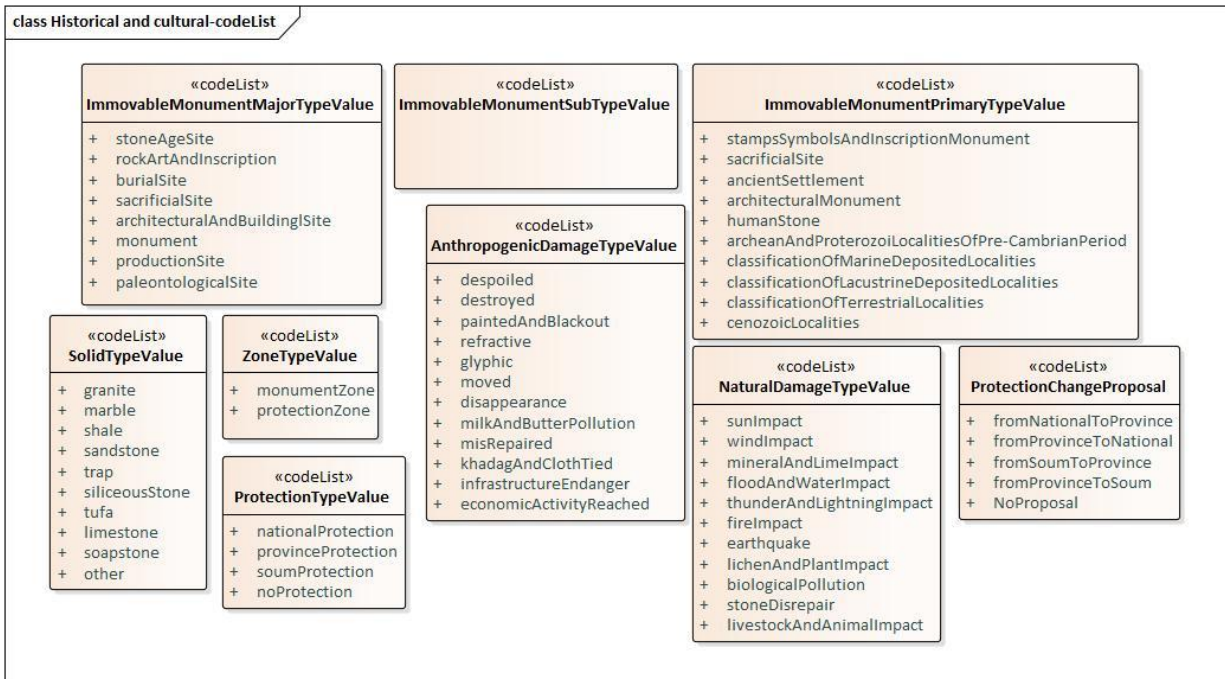 class Historical and cultural-codeList
«codeList»
ImmovableMonumentMajorTypeValue
+ stoneAgeSite
+ rockArtAndInscription
+ burialSite
+ sacrificialSite
+ architecturalAndBuildinglSite
+ monument
+ productionSite
+ paleontologicalSite
«codeList»
ImmovableMonumentSubTypeValue
«codeList»
ImmovableMonumentPrimaryTypeValue
+ stampsSymbolsAndInscriptionMonument
+ sacrificialSite
+ ancientSettlement
+ architecturalMonument
+ humanStone
+ archeanAndProterozoiLocalitiesOfPre-CambrianPeriod
+ classificationOfMarineDepositedLocalities
+ classificationOfLacustrineDepositedLocalities
+ classificationOfTerrestrialLocalities
+ cenozoicLocalities
«codeList»
AnthropogenicDamageTypeValue
+ despoiled
+ destroyed
+ paintedAndBlackout
+ refractive
+ glyphic
+ moved
+ disappearance
+ milkAndButterPollution
+ misRepaired
+ khadagAndClothTied
+ infrastructureEndanger
+ economicActivityReached
«codeList»
SolidTypeValue
+ granite
+ marble
+ shale
+ sandstone
+ trap
+ siliceousStone
+ tufa
+ limestone
+ soapstone
+ other
«codeList»
ZoneTypeValue
+ monumentZone
+ protectionZone
«codeList»
ProtectionTypeValue
+ nationalProtection
+ provinceProtection
+ soumProtection
+ noProtection
«codeList»
NaturalDamageTypeValue
+ sunImpact
+ windImpact
+ mineralAndLimeImpact
+ floodAndWaterImpact
+ thunderAndLightningImpact
+ fireImpact
+ earthquake
+ lichenAndPlantImpact
+ biologicalPollution
+ stoneDisrepair
+ livestockAndAnimalImpact
«codeList»
ProtectionChangeProposal
+ fromNationalToProvince
+ fromProvinceToNational
+ fromSoumToProvince
+ fromProvinceToSoum
+ NoProposal